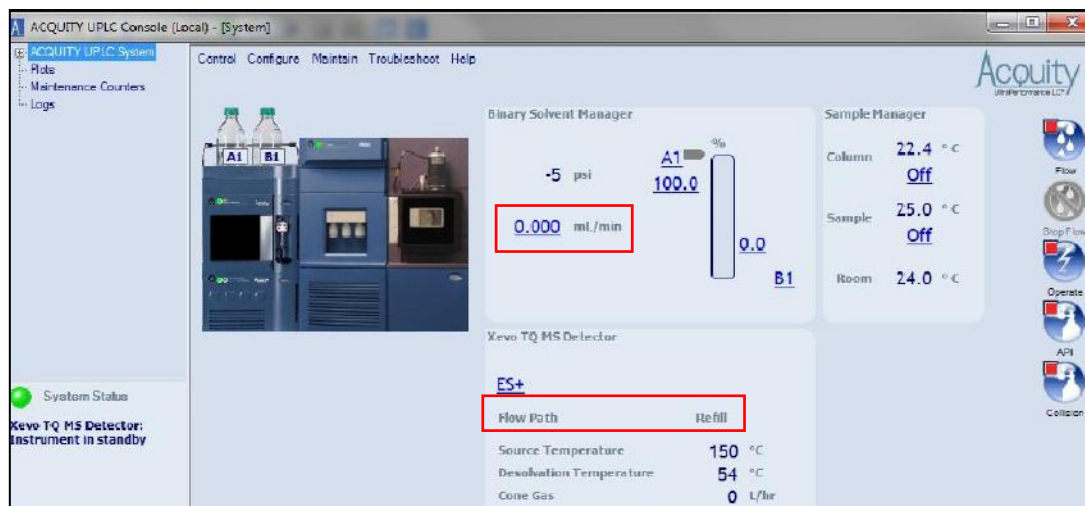 ACQUITY UPLC Console (Local) - [System]
ACQUITY UPLC System
Plots
Maintenance Counters
Logs
Control Configure Maintain Troubleshoot Help
ACQUITY
UltraPerformance LC
A1 B1
Binary Solvent Manager
-5 psi
0.000 mL/min
A1
100.0
%
0.0
B1
Sample Manager
Column 22.4 °C
Off
Sample 25.0 °C
Off
Room 24.0 °C
Flow
Stop Flow
Operate
API
Collision
Xevo TQ MS Detector
ES+
Flow Path Refill
Source Temperature 150 °C
Desolvation Temperature 54 °C
Cone Gas 0 L/hr
System Status
Xevo TQ MS Detector:
Instrument in standby